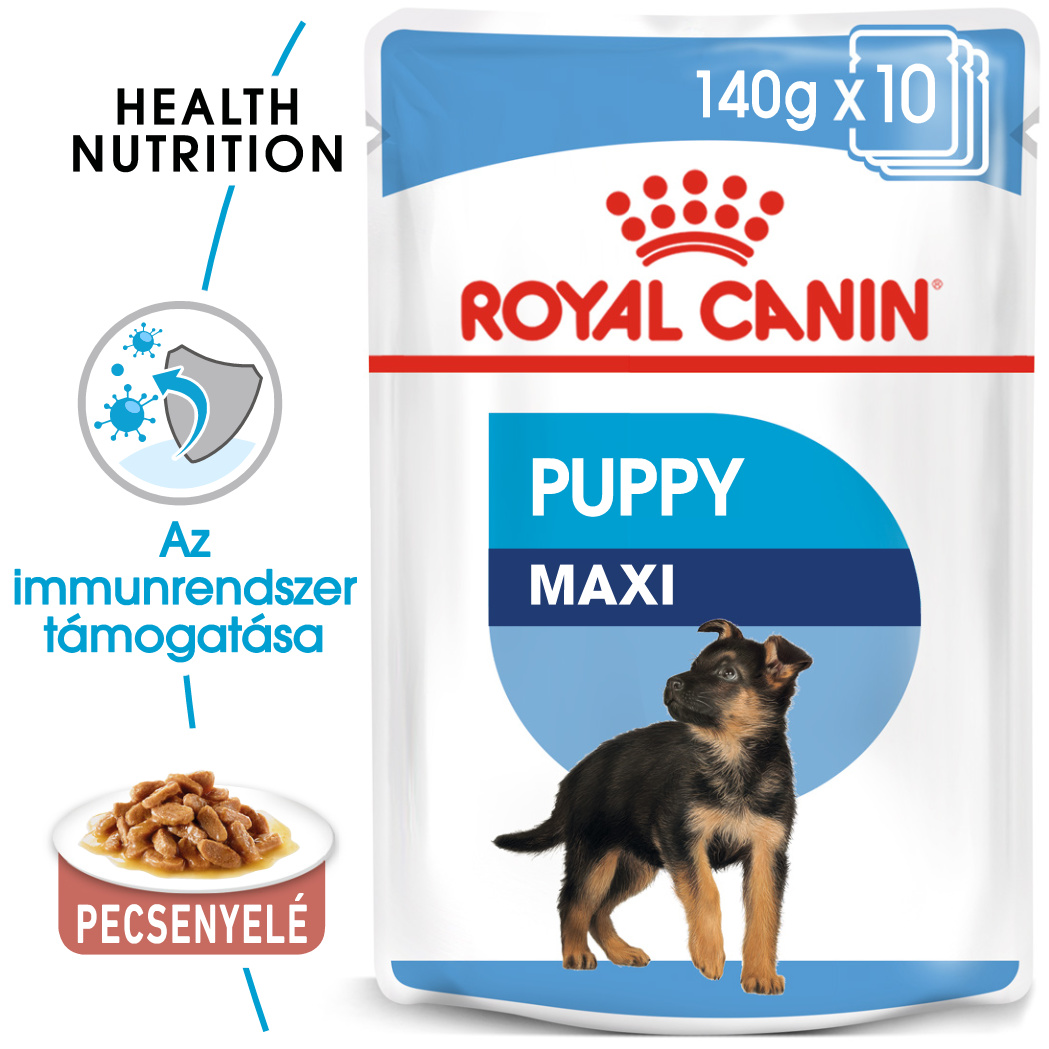 HEALTH
NUTRITION
Az
immunrendszer
támogatása
PECSENYELÉ
140g x 10
ROYAL CANIN®
PUPPY
MAXI